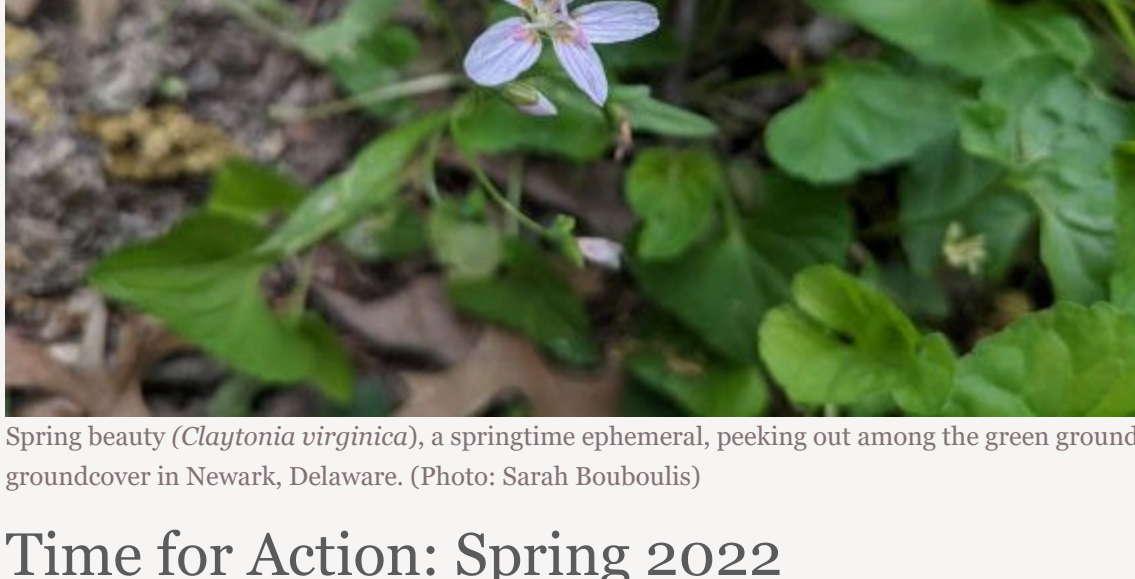 Spring beauty (Claytonia virginica), a springtime ephemeral, peeking out among the green ground
groundcover in Newark, Delaware. (Photo: Sarah Bouboulis)
Time for Action: Spring 2022